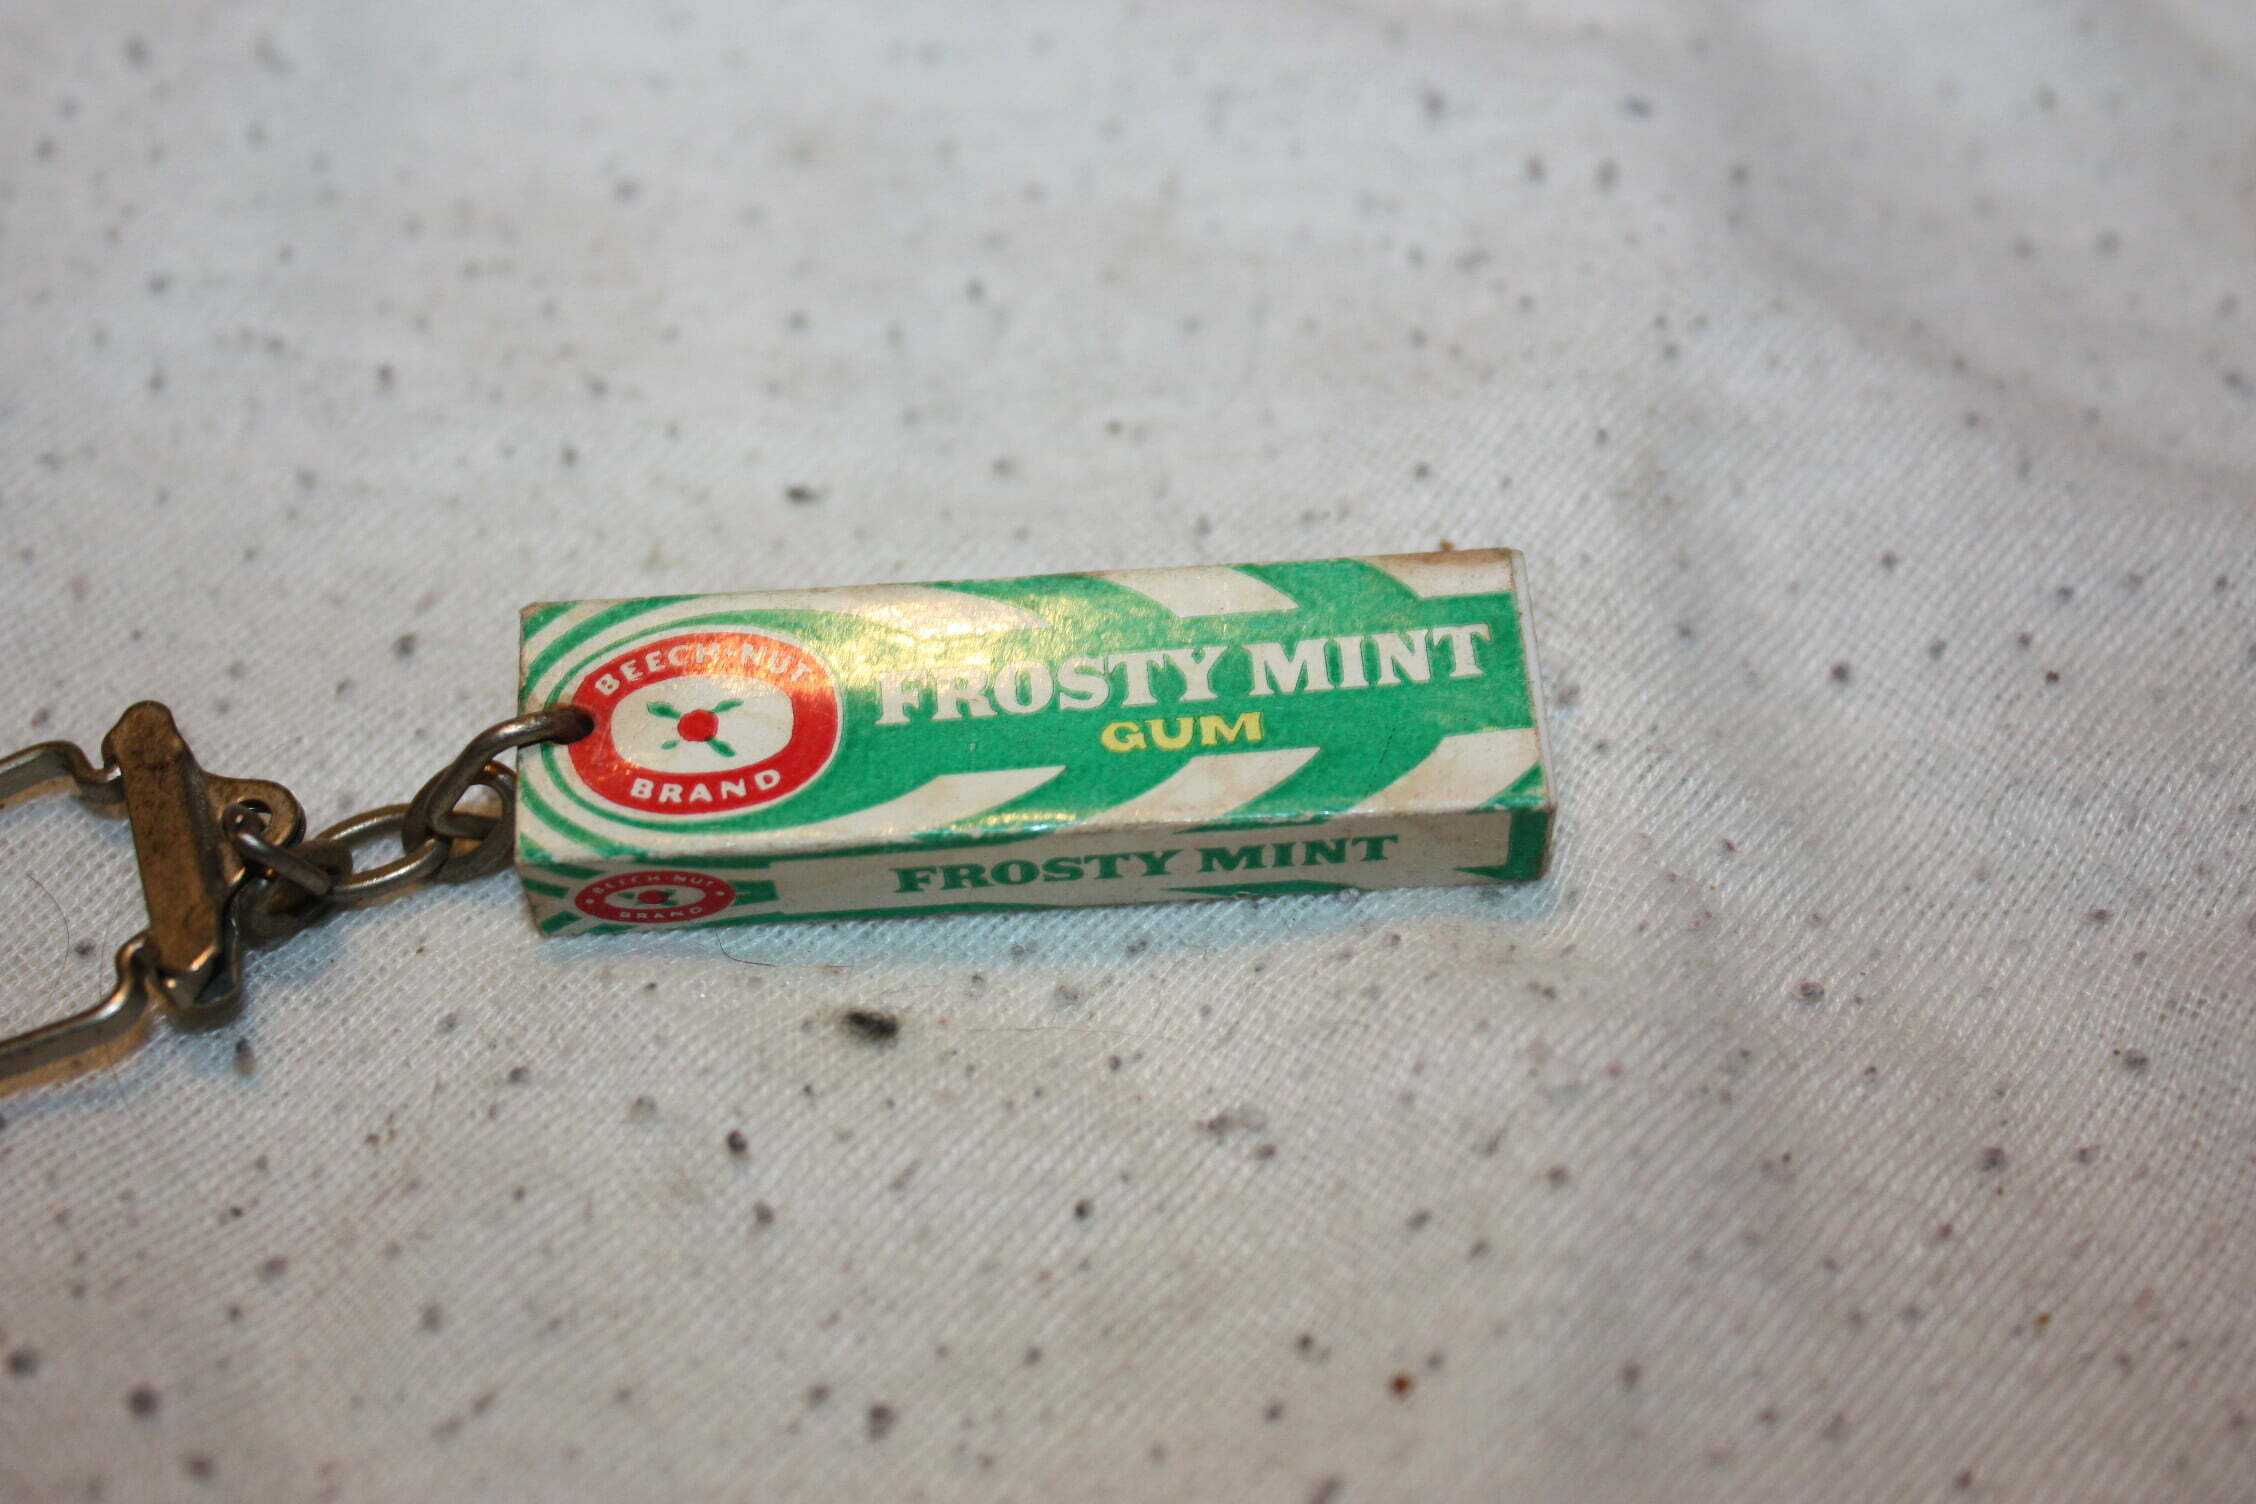 BEECH-NUT
BRAND
FROSTY MINT
GUM
BEECH-NUT
BRAND
FROSTY MINT